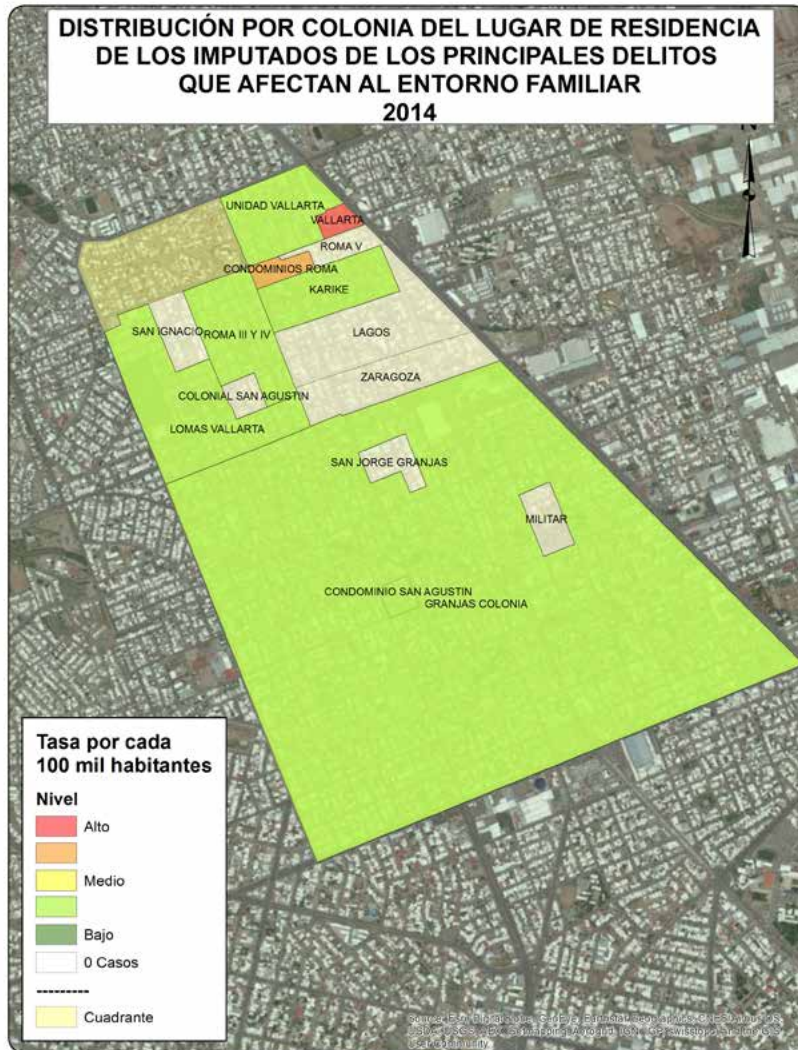 DISTRIBUCIÓN POR COLONIA DEL LUGAR DE RESIDENCIA
DE LOS IMPUTADOS DE LOS PRINCIPALES DELITOS
QUE AFECTAN AL ENTORNO FAMILIAR
2014
N
UNIDAD VALLARTA
VALLARTA
ROMA V
CONDOMINIOS ROMA
KARIKE
SAN IGNACIO
ROMA III Y IV
LAGOS
ZARAGOZA
COLONIAL SAN AGUSTIN
LOMAS VALLARTA
SAN JORGE GRANJAS
MILITAR
CONDOMINIO SAN AGUSTIN
GRANJAS COLONIA
Tasa por cada
100 mil habitantes
Nivel
Alto
Medio
Bajo
0 Casos
---------
Cuadrante